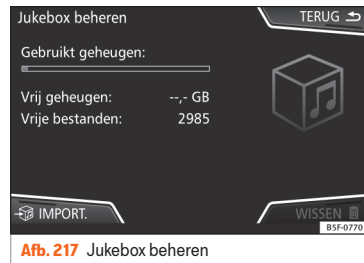 Jukebox beheren
TERUG
Gebruikt geheugen:
Vrij geheugen: --,- GB
Vrije bestanden: 2985
IMPORT.
WISSEN
B5F-0770
Afb. 217 Jukebox beheren